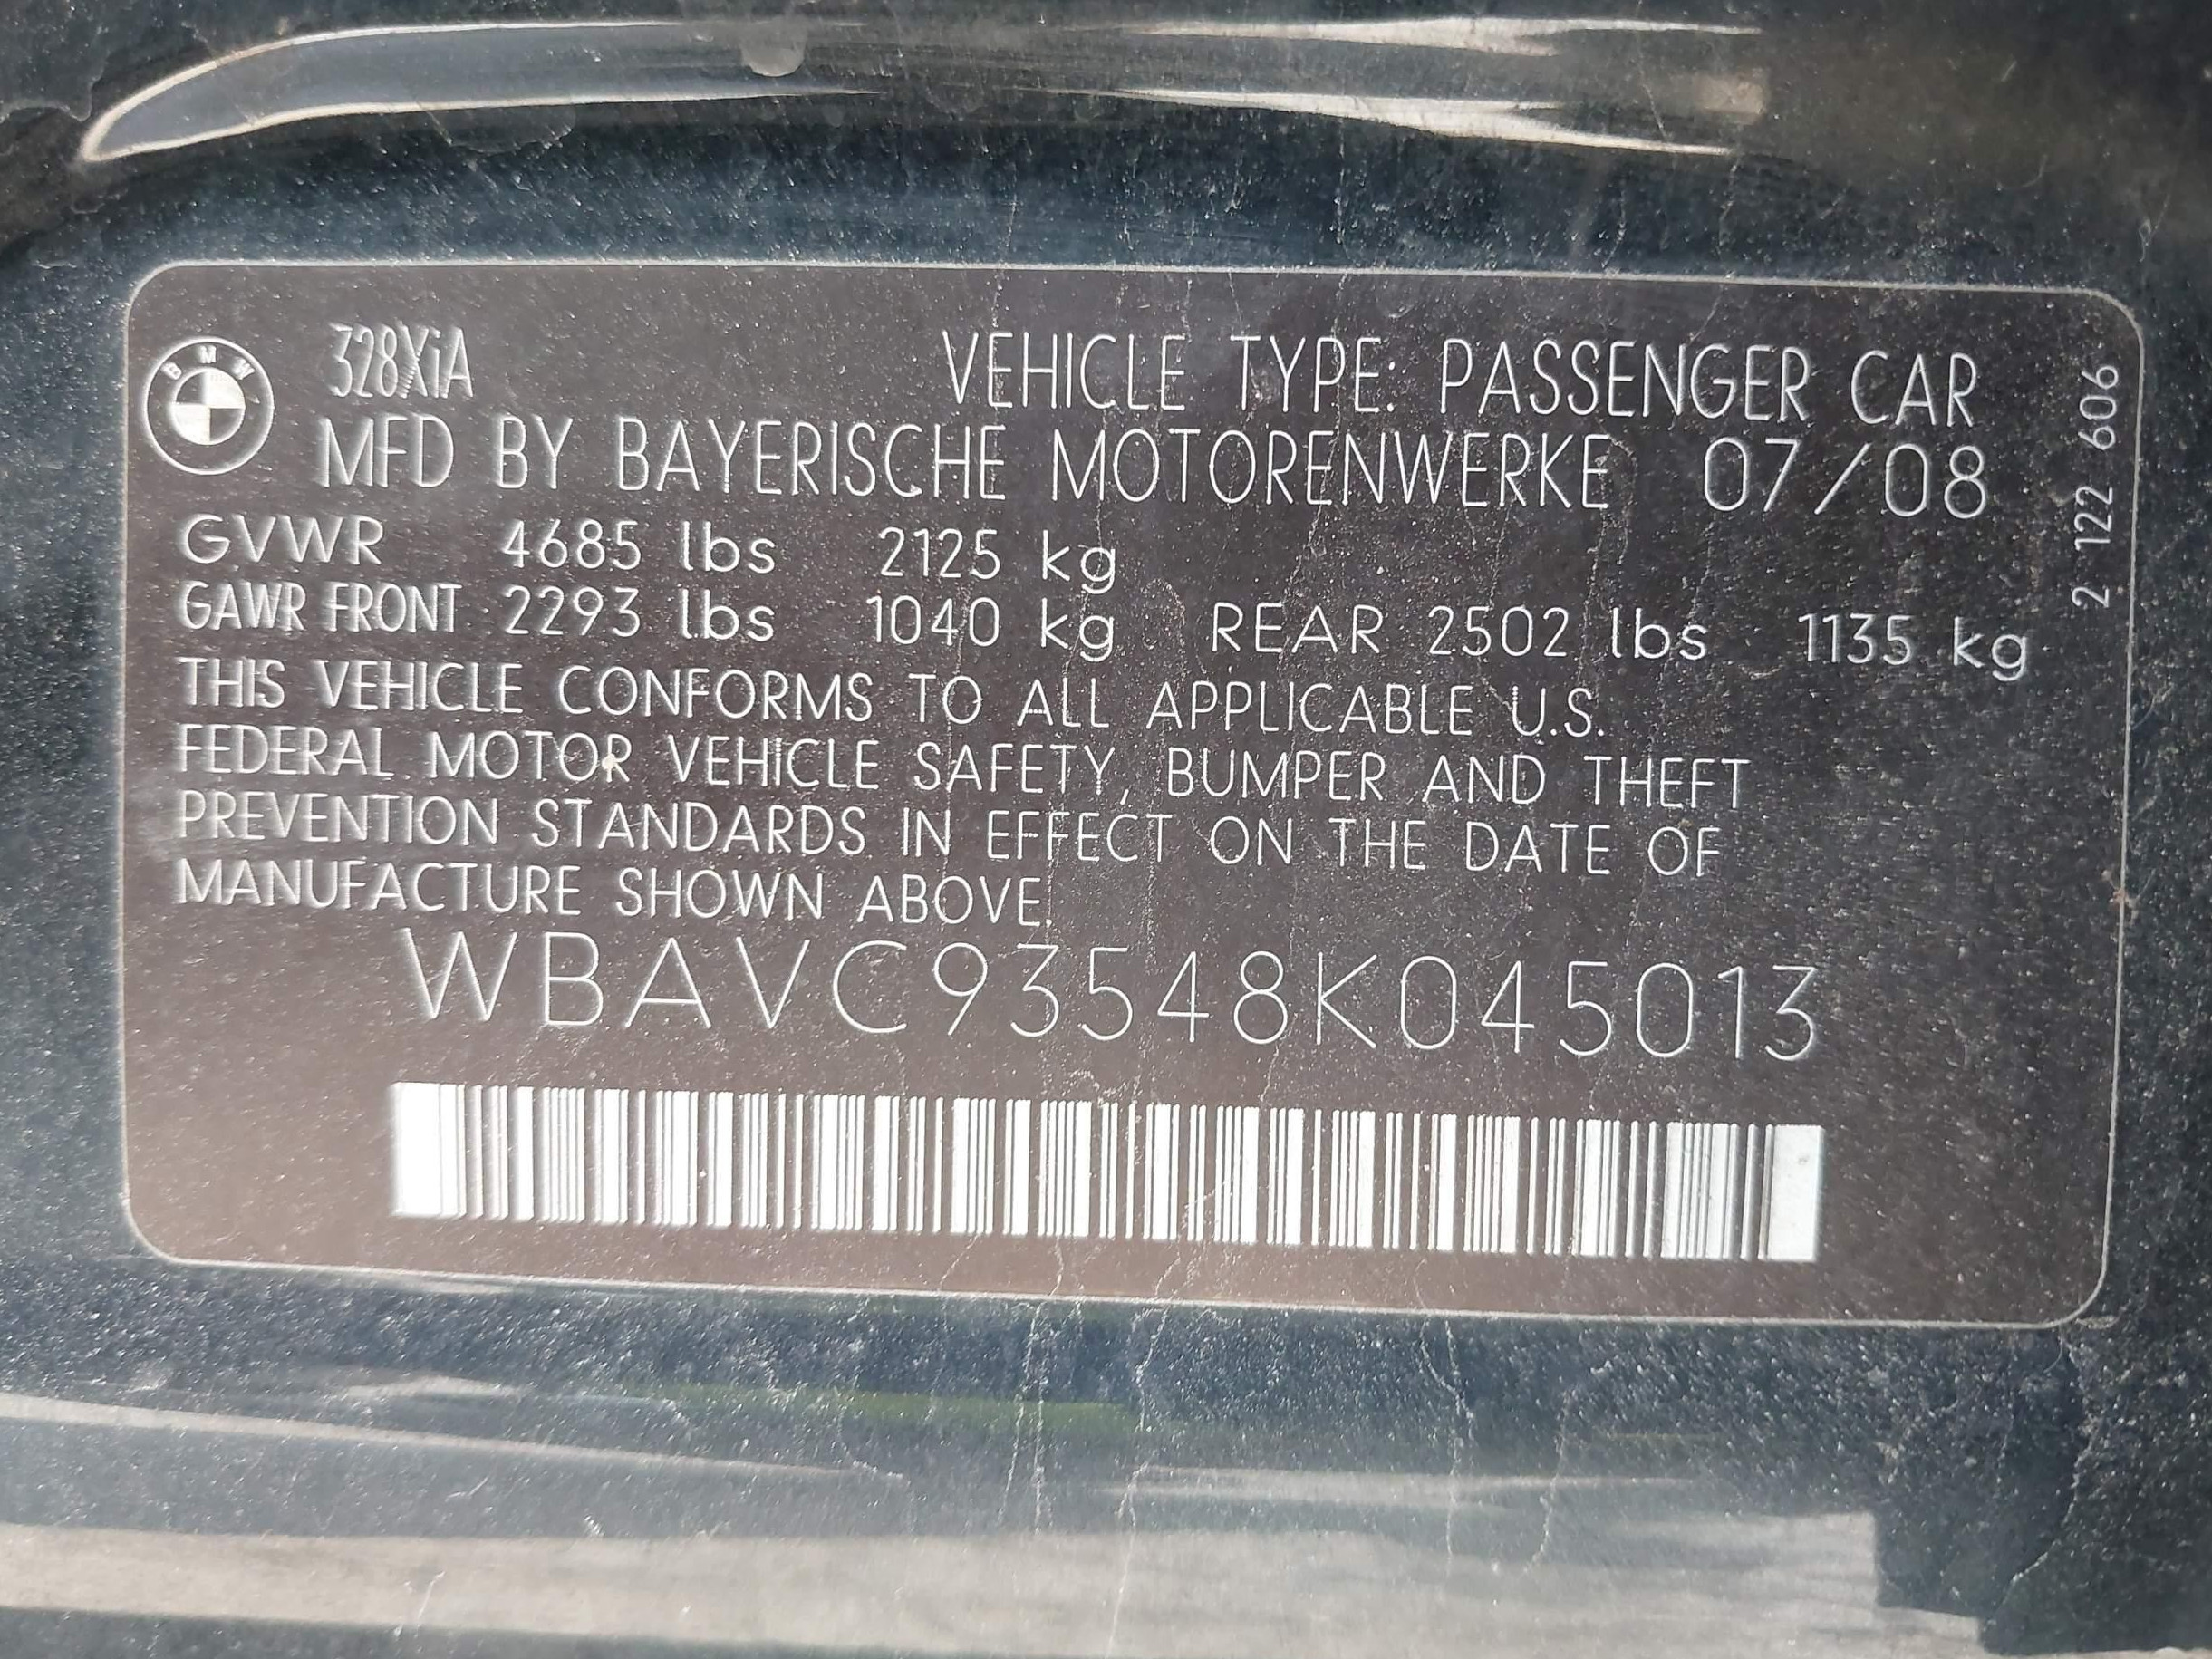 BMW
328XiA VEHICLE TYPE: PASSENGER CAR
MFD BY BAYERISCHE MOTORENWERKE 07/08
GVWR 4685 lbs 2125 kg
GAWR FRONT 2293 lbs 1040 kg REAR 2502 lbs 1135 kg
THIS VEHICLE CONFORMS TO ALL APPLICABLE U.S.
FEDERAL MOTOR VEHICLE SAFETY, BUMPER AND THEFT
PREVENTION STANDARDS IN EFFECT ON THE DATE OF
MANUFACTURE SHOWN ABOVE.
WBAVC93548K045013
2 122 606